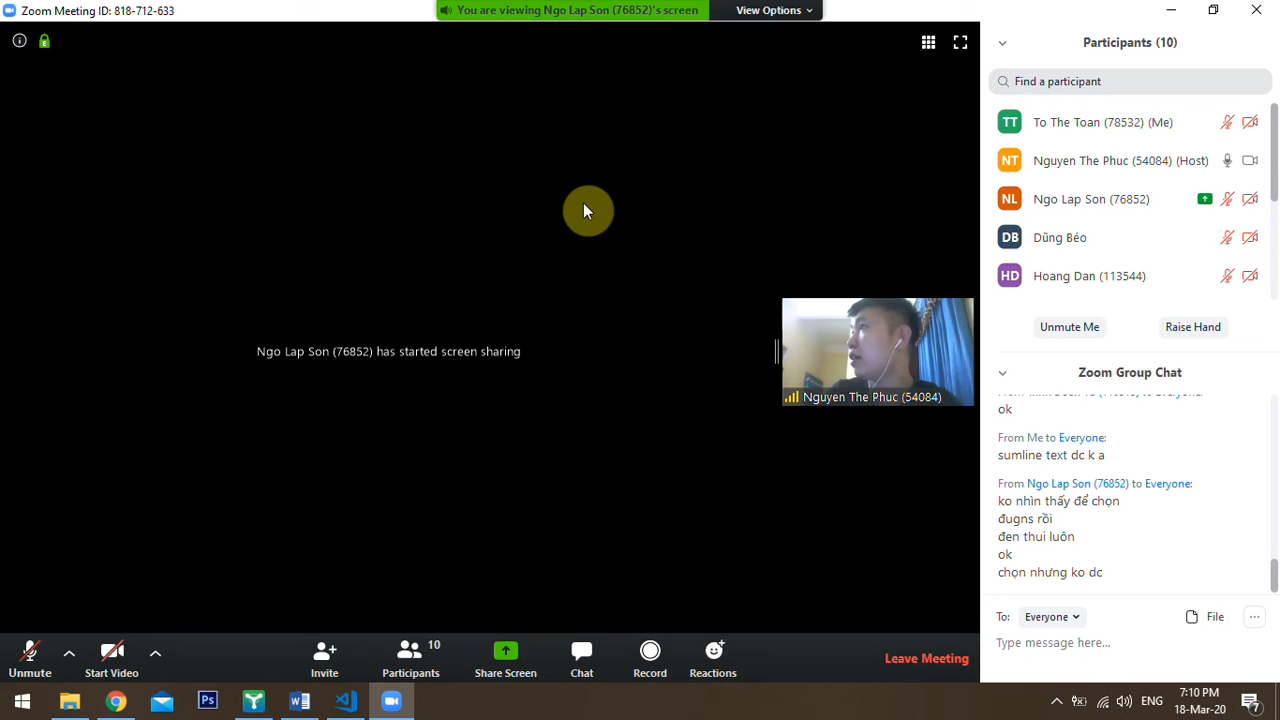 Zoom Meeting ID: 818-712-633
You are viewing Ngo Lap Son (76852)'s screen
View Options
E
Ngo Lap Son (76852) has started screen sharing
Nguyen The Phuc (54084)
Participants (10)
Find a participant
TT To The Toan (78532) (Me)
NT Nguyen The Phuc (54084) (Host)
NL Ngo Lap Son (76852)
DB Dũng Béo
HD Hoang Dan (113544)
Unmute Me Raise Hand
Zoom Group Chat
ok
From Me to Everyone:
sumline text dc k a
From Ngo Lap Son (76852) to Everyone:
ko nhìn thấy để chọn
đugns rồi
đen thui luôn
ok
chọn nhưng ko dc
To: Everyone File ...
Type message here...
Unmute Start Video Invite Participants 10 Share Screen Chat Record Reactions Leave Meeting
Ps
W
ENG
7:10 PM
18-Mar-20
7